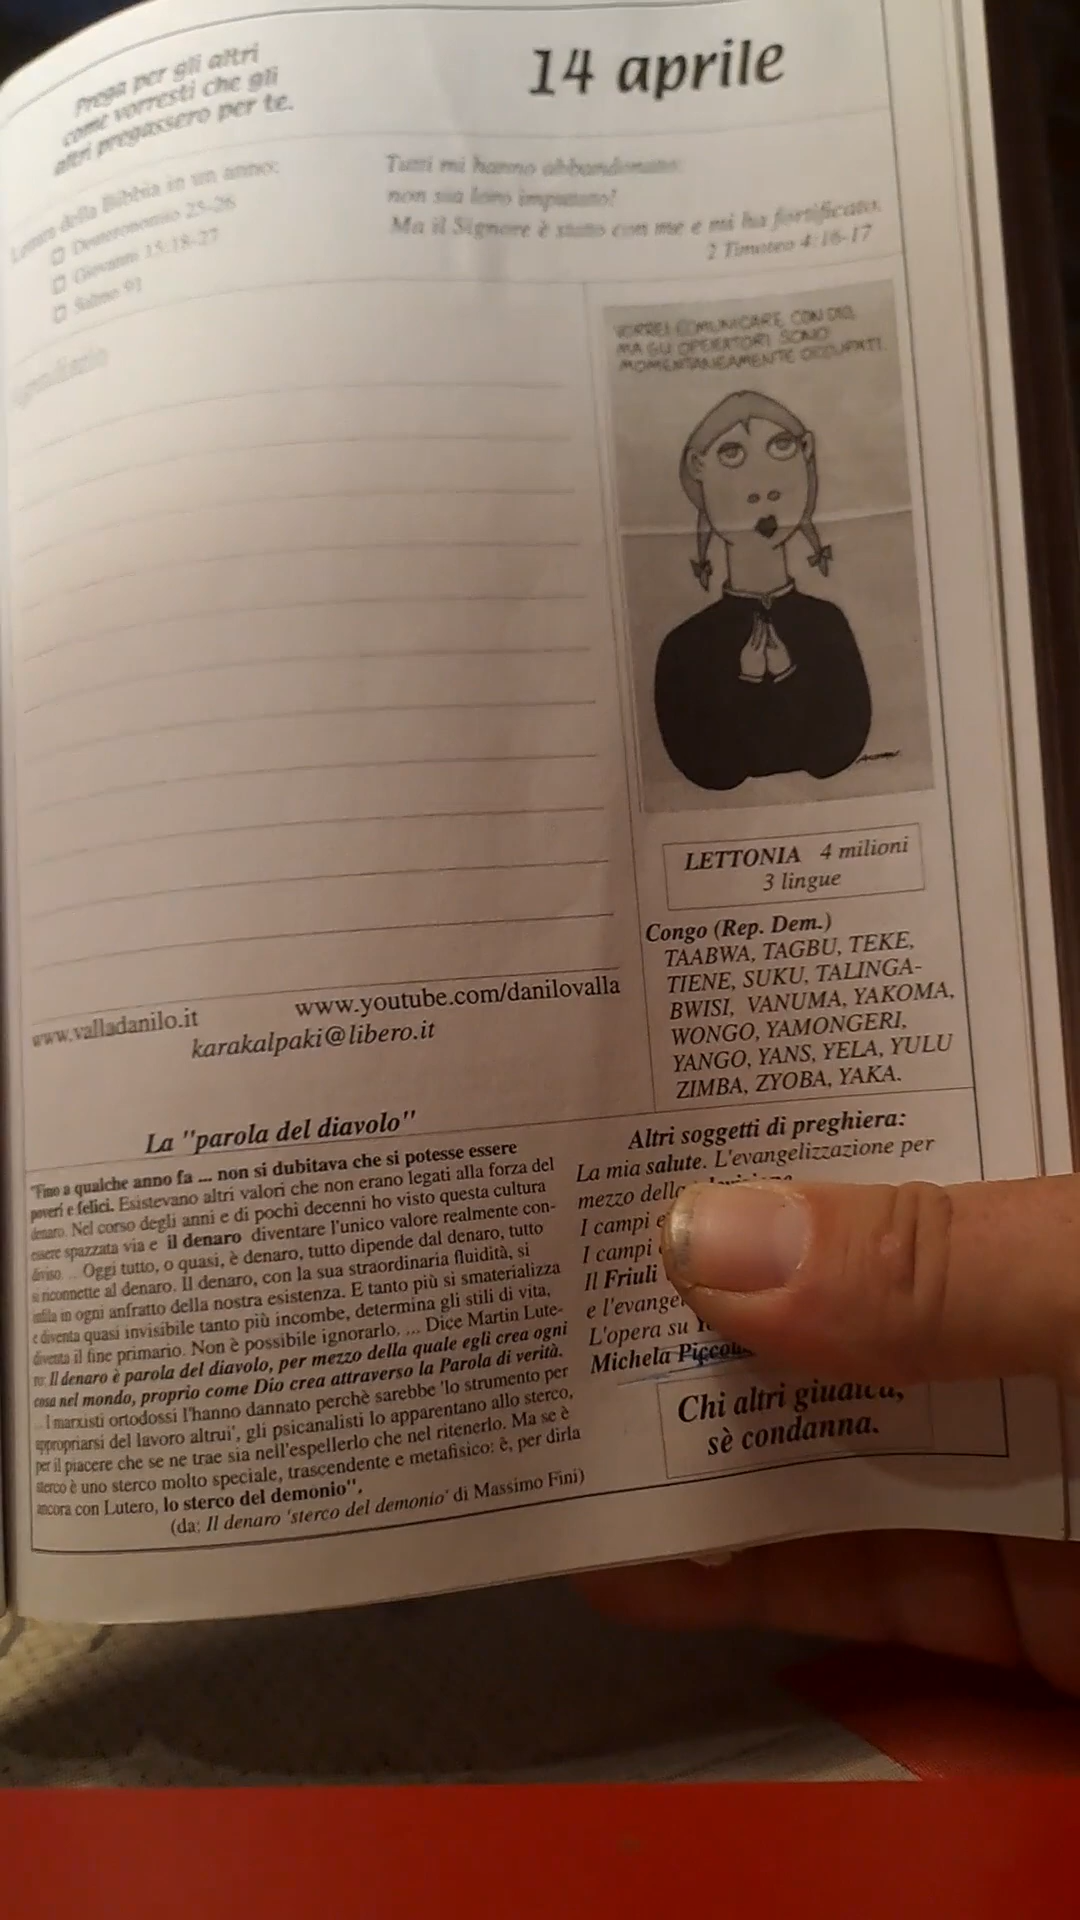 Prega per gli altri
come vorresti che gli
altri pregassero per te.
14 aprile
Lettura della Bibbia in un anno:
Deuteronomio 25-26
Giovanni 15:18-27
Salmo 91
Tutti mi hanno abbandonato:
non sia loro imputato!
Ma il Signore è stato con me e mi ha fortificato.
2 Timoteo 4:16-17
VORREI COMUNICARE CON DIO,
MA GLI OPERATORI SONO
MOMENTANEAMENTE OCCUPATI.
LETTONIA 4 milioni
3 lingue
Congo (Rep. Dem.)
TAABWA, TAGBU, TEKE,
TIENE, SUKU, TALINGA-
BWISI, VANUMA, YAKOMA,
WONGO, YAMONGERI,
YANGO, YANS, YELA, YULU
ZIMBA, ZYOBA, YAKA.
www.valladanilo.it
www.youtube.com/danilovalla
karakalpaki@libero.it
La "parola del diavolo"
"Fino a qualche anno fa ... non si dubitava che si potesse essere
poveri e felici. Esistevano altri valori che non erano legati alla forza del
denaro. Nel corso degli anni e di pochi decenni ho visto questa cultura
essere spazzata via e il denaro diventare l'unico valore realmente con-
diviso. ... Oggi tutto, o quasi, è denaro, tutto dipende dal denaro, tutto
si riconnette al denaro. Il denaro, con la sua straordinaria fluidità, si
infila in ogni anfratto della nostra esistenza. E tanto più si smaterializza
e diventa quasi invisibile tanto più incombe, determina gli stili di vita,
diventa il fine primario. Non è possibile ignorarlo. ... Dice Martin Lute-
ro: Il denaro è parola del diavolo, per mezzo della quale egli crea ogni
cosa nel mondo, proprio come Dio crea attraverso la Parola di verità.
... I marxisti ortodossi l'hanno dannato perchè sarebbe 'lo strumento per
appropriarsi del lavoro altrui', gli psicanalisti lo apparentano allo sterco,
per il piacere che se ne trae sia nell'espellerlo che nel ritenerlo. Ma se è
sterco è uno sterco molto speciale, trascendente e metafisico: è, per dirla
ancora con Lutero, lo sterco del demonio".
(da: Il denaro 'sterco del demonio' di Massimo Fini)
Altri soggetti di preghiera:
La mia salute. L'evangelizzazione per
mezzo della
I campi e
I campi
Il Friuli
e l'evange
L'opera su
Michela
Chi altri giudica,
sè condanna.